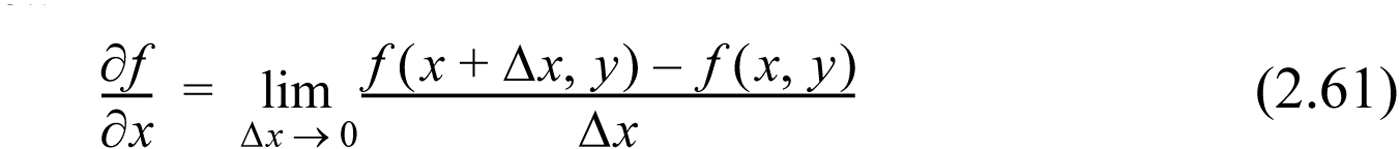 ∂f/∂x = lim_{Δx → 0} (f(x + Δx, y) − f(x, y))/Δx (2.61)